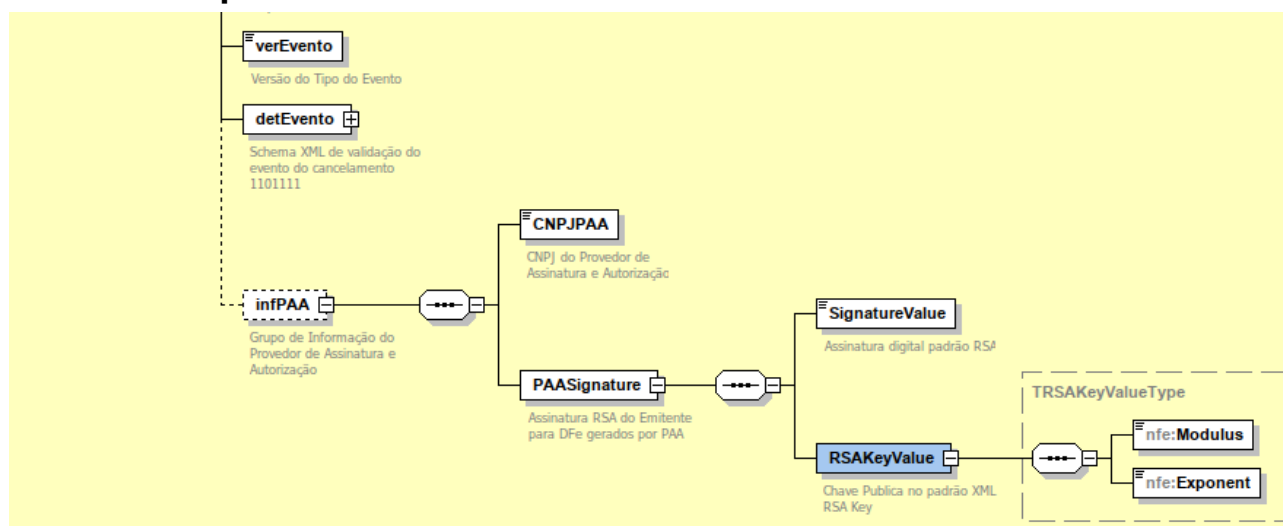 verEvento
Versão do Tipo do Evento
detEvento
Schema XML de validação do
evento do cancelamento
1101111
CNPJPAA
CNPJ do Provedor de
Assinatura e Autorização
infPAA
Grupo de Informação do
Provedor de Assinatura e
Autorização
SignatureValue
Assinatura digital padrão RSA
PAASignature
Assinatura RSA do Emitente
para DFe gerados por PAA
TRSAKeyValueType
nfe:Modulus
RSAKeyValue
Chave Publica no padrão XML
RSA Key
nfe:Exponent